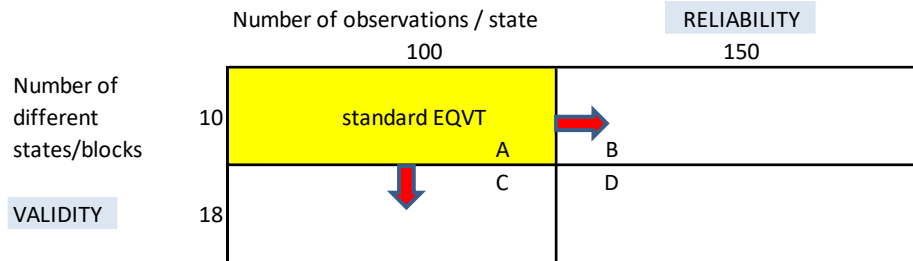 Number of observations / state
RELIABILITY
100
150
Number of
different
states/blocks
10
standard EQVT
A
B
C
D
VALIDITY
18